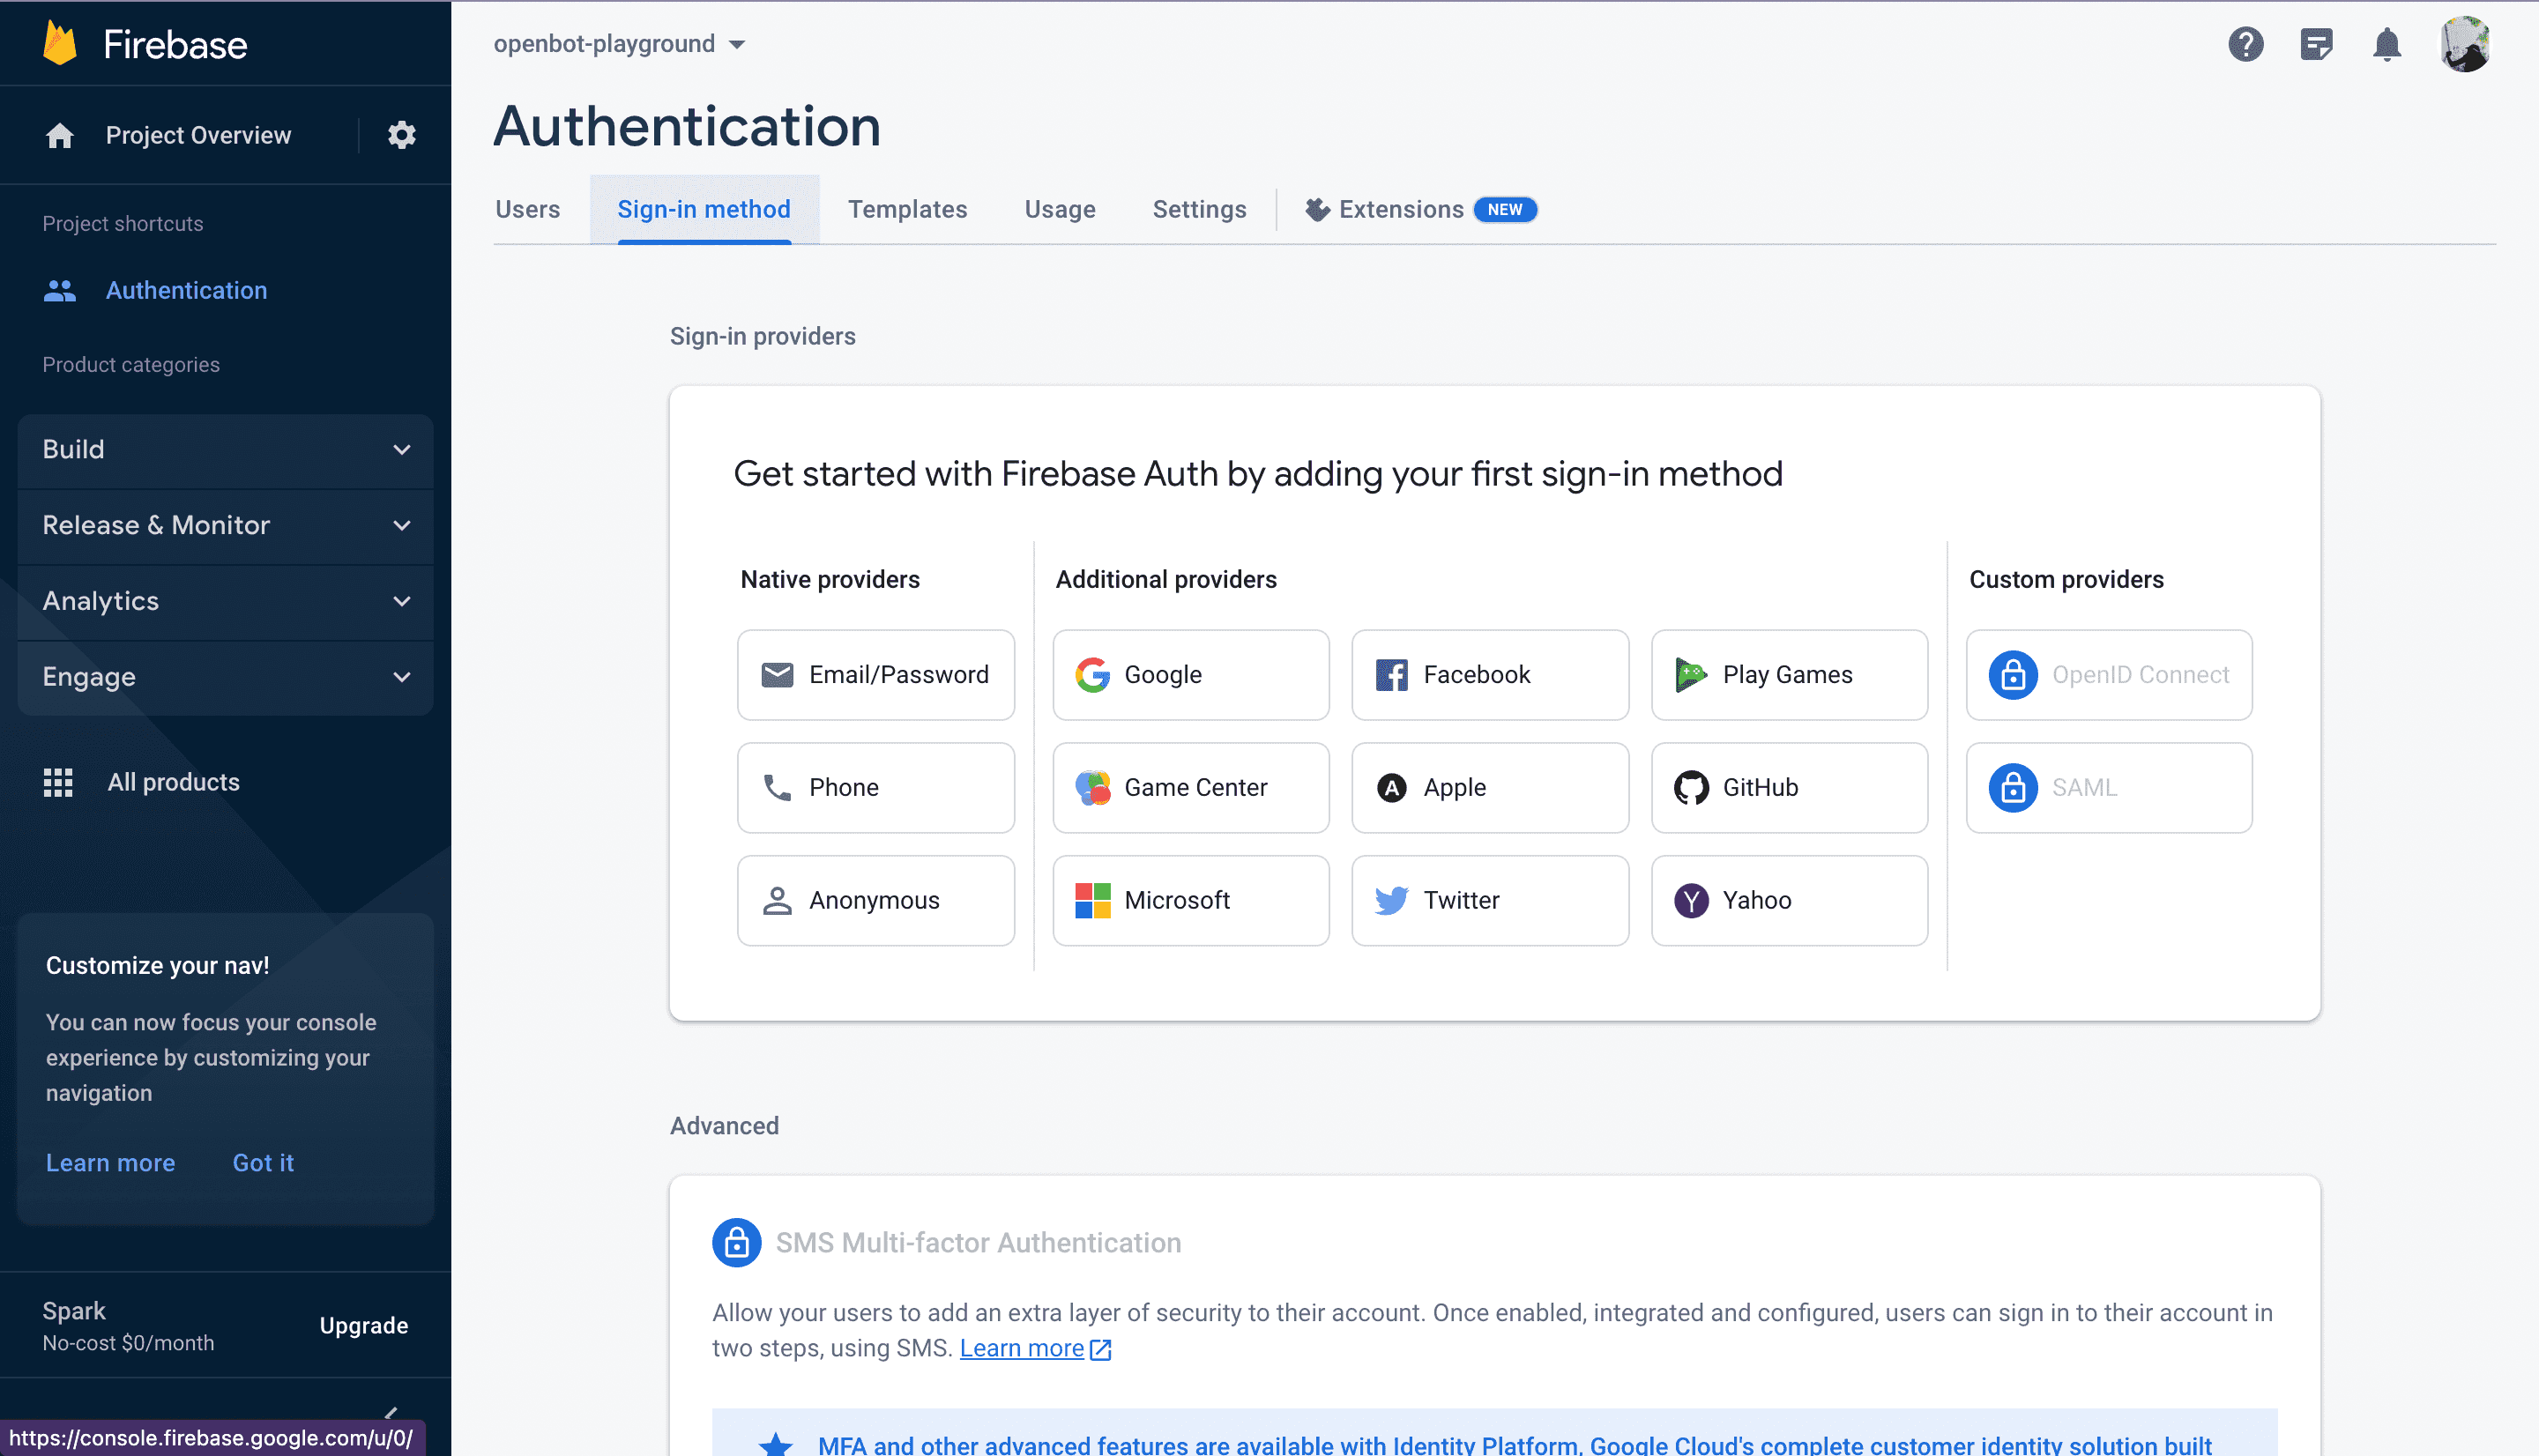 Firebase
Project Overview
Project shortcuts
Authentication
Product categories
Build
Release & Monitor
Analytics
Engage
All products
Customize your nav!
You can now focus your console
experience by customizing your
navigation
Learn more Got it
Spark
No-cost $0/month
Upgrade
https://console.firebase.google.com/u/0/
openbot-playground
Authentication
Users Sign-in method Templates Usage Settings Extensions NEW
Sign-in providers
Get started with Firebase Auth by adding your first sign-in method
Native providers Additional providers Custom providers
Email/Password Google Facebook Play Games OpenID Connect
Phone Game Center Apple GitHub SAML
Anonymous Microsoft Twitter Yahoo
Advanced
SMS Multi-factor Authentication
Allow your users to add an extra layer of security to their account. Once enabled, integrated and configured, users can sign in to their account in
two steps, using SMS. Learn more
MFA and other advanced features are available with Identity Platform, Google Cloud's complete customer identity solution built